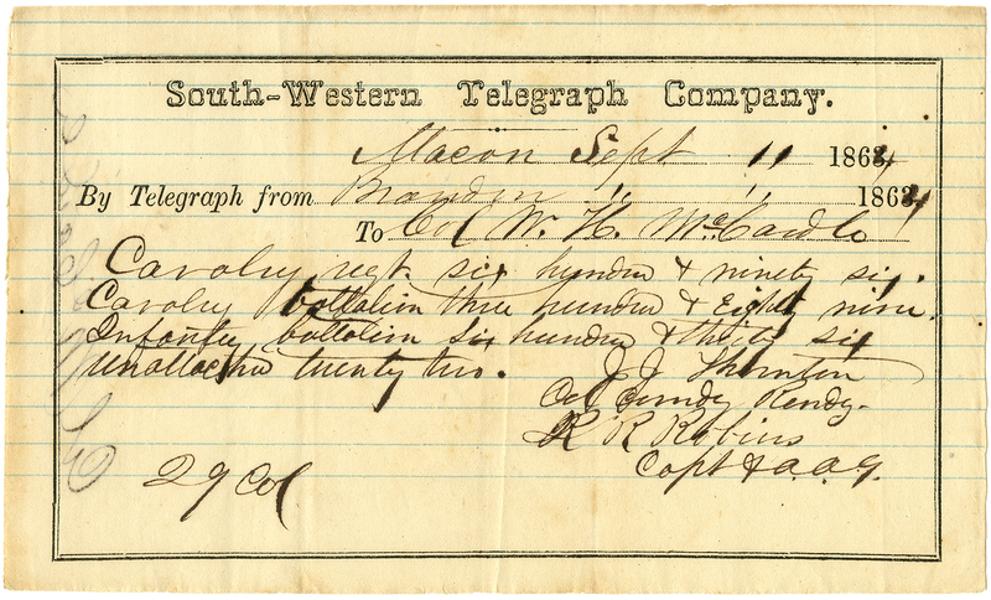 South-Western Telegraph Company.
Macon Sept 11 1864
By Telegraph from Brandon " " 1864
To Col W. H. McCardle
Cavalry regt. six hundred & ninety six.
Cavalry battalion three hundred & Eighty nine.
Infantry battalion six hundred & thirty six
Unattached twenty two.
J J Thornton
Col Comdg Rendz.
R R Robins
Capt & a.a.g.
29 Col